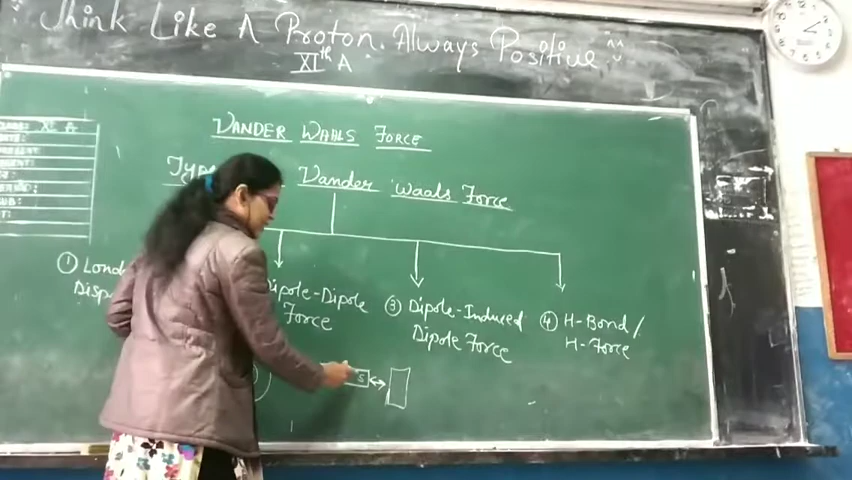 Think Like A Proton. Always Positive
XIth A
VANDER WAALS FORCE
Vander waals Force
① Lond
Disp
Dipole-Dipole
Force
③ Dipole-Induced
Dipole Force
④ H-Bond/
H-Force
S